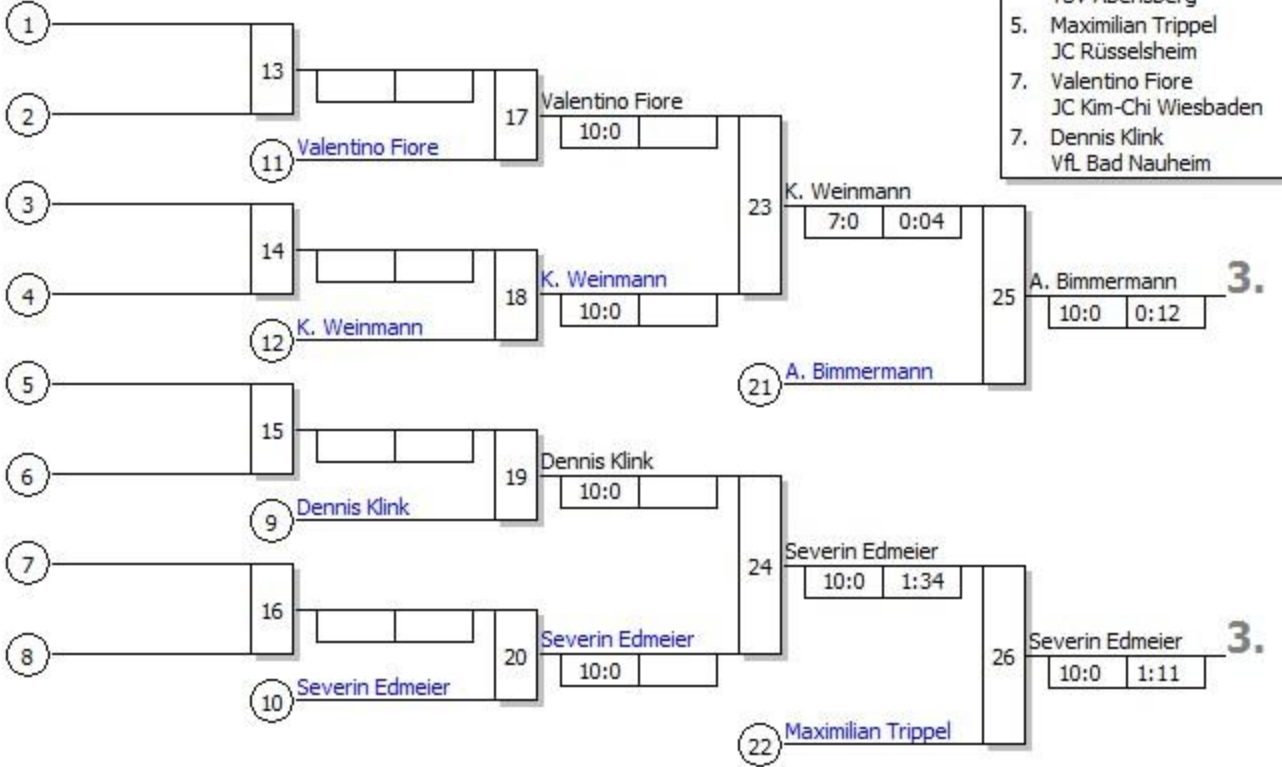 TSV Abensberg
5. Maximilian Trippel
JC Rüsselsheim
7. Valentino Fiore
JC Kim-Chi Wiesbaden
7. Dennis Klink
VfL Bad Nauheim
1
13
2
17
Valentino Fiore
10:0
11
Valentino Fiore
3
14
4
18
K. Weinmann
10:0
12
K. Weinmann
23
K. Weinmann
7:0 0:04
25
A. Bimmermann
10:0 0:12
3.
21
A. Bimmermann
5
15
6
19
Dennis Klink
10:0
9
Dennis Klink
7
16
8
20
Severin Edmeier
10:0
10
Severin Edmeier
24
Severin Edmeier
10:0 1:34
26
Severin Edmeier
10:0 1:11
3.
22
Maximilian Trippel